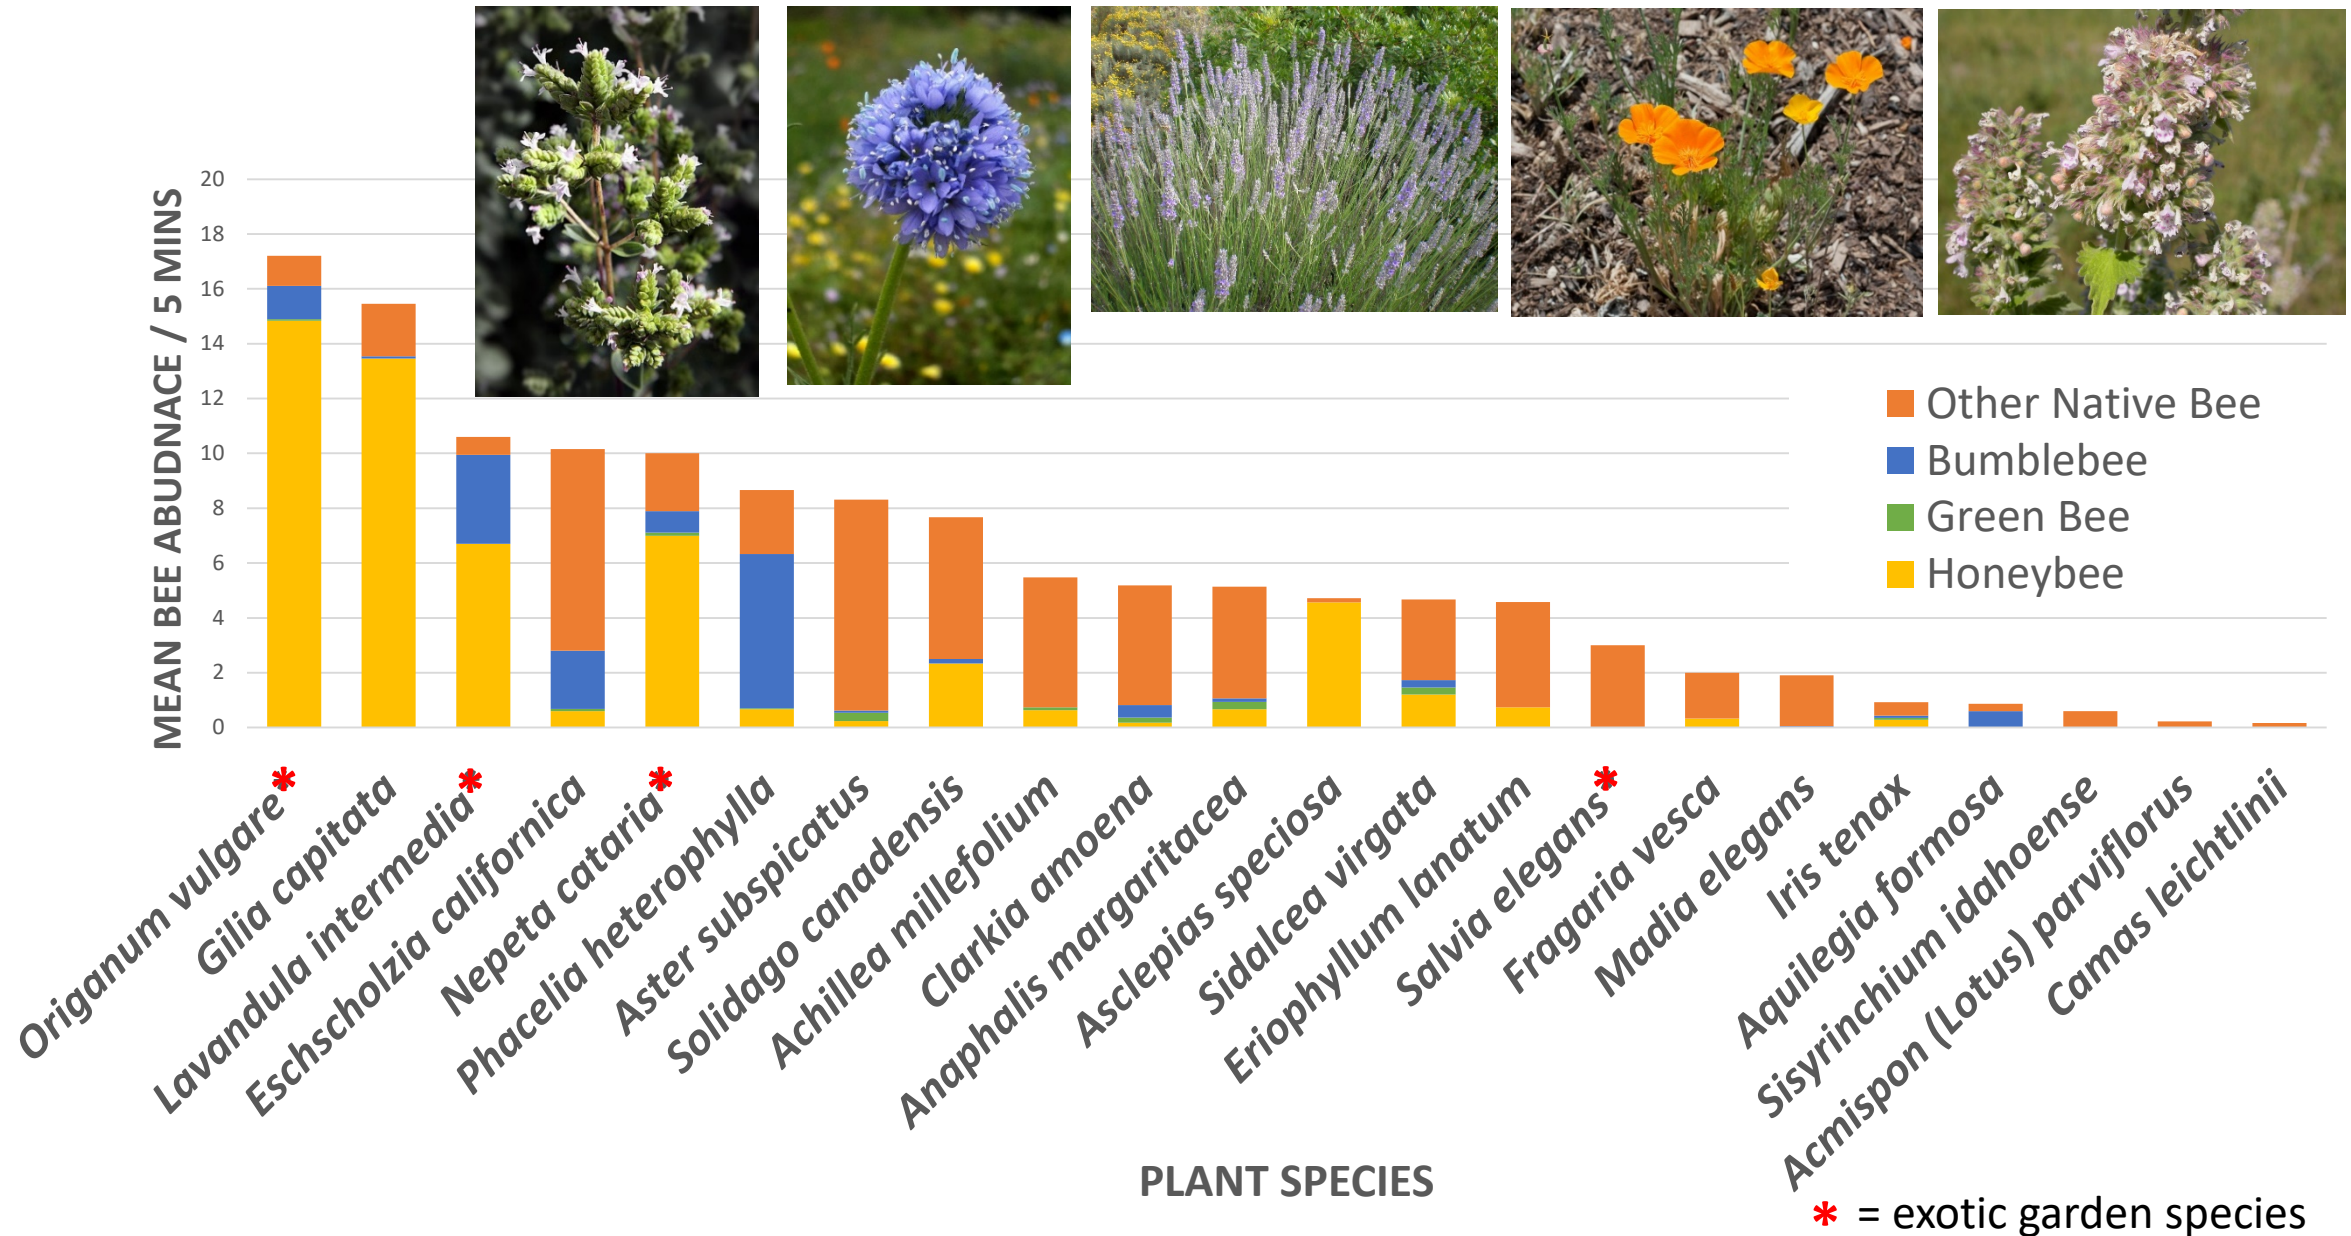 MEAN BEE ABUDNACE / 5 MINS
20
18
16
14
12
10
8
6
4
2
0
Other Native Bee
Bumblebee
Green Bee
Honeybee
Origanum vulgare*
Gilia capitata
Lavandula intermedia*
Eschscholzia californica
Nepeta cataria*
Phacelia heterophylla
Aster subspicatus
Solidago canadensis
Achillea millefolium
Clarkia amoena
Anaphalis margaritacea
Asclepias speciosa
Sidalcea virgata
Eriophyllum lanatum
Salvia elegans*
Fragaria vesca
Madia elegans
Iris tenax
Aquilegia formosa
Sisyrinchium idahoense
Acmispon (Lotus) parviflorus
Camas leichtlinii
PLANT SPECIES
* = exotic garden species